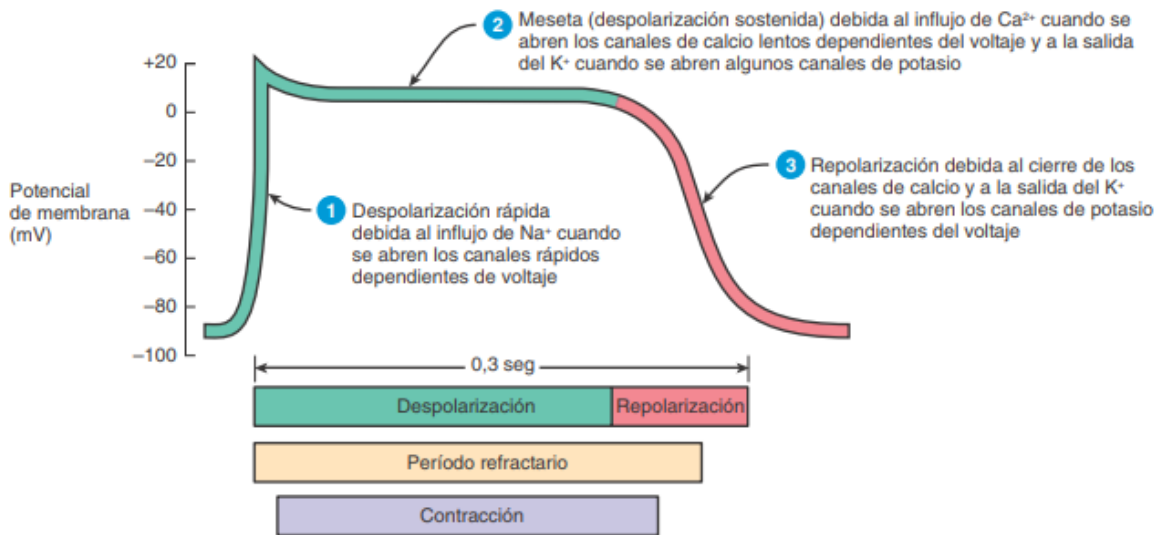 2 Meseta (despolarización sostenida) debida al influjo de Ca²⁺ cuando se
abren los canales de calcio lentos dependientes del voltaje y a la salida
del K⁺ cuando se abren algunos canales de potasio
+20
0
–20
–40
–60
–80
–100
Potencial
de membrana
(mV)
1 Despolarización rápida
debida al influjo de Na⁺ cuando
se abren los canales rápidos
dependientes de voltaje
3 Repolarización debida al cierre de los
canales de calcio y a la salida del K⁺
cuando se abren los canales de potasio
dependientes del voltaje
0,3 seg
Despolarización
Repolarización
Período refractario
Contracción